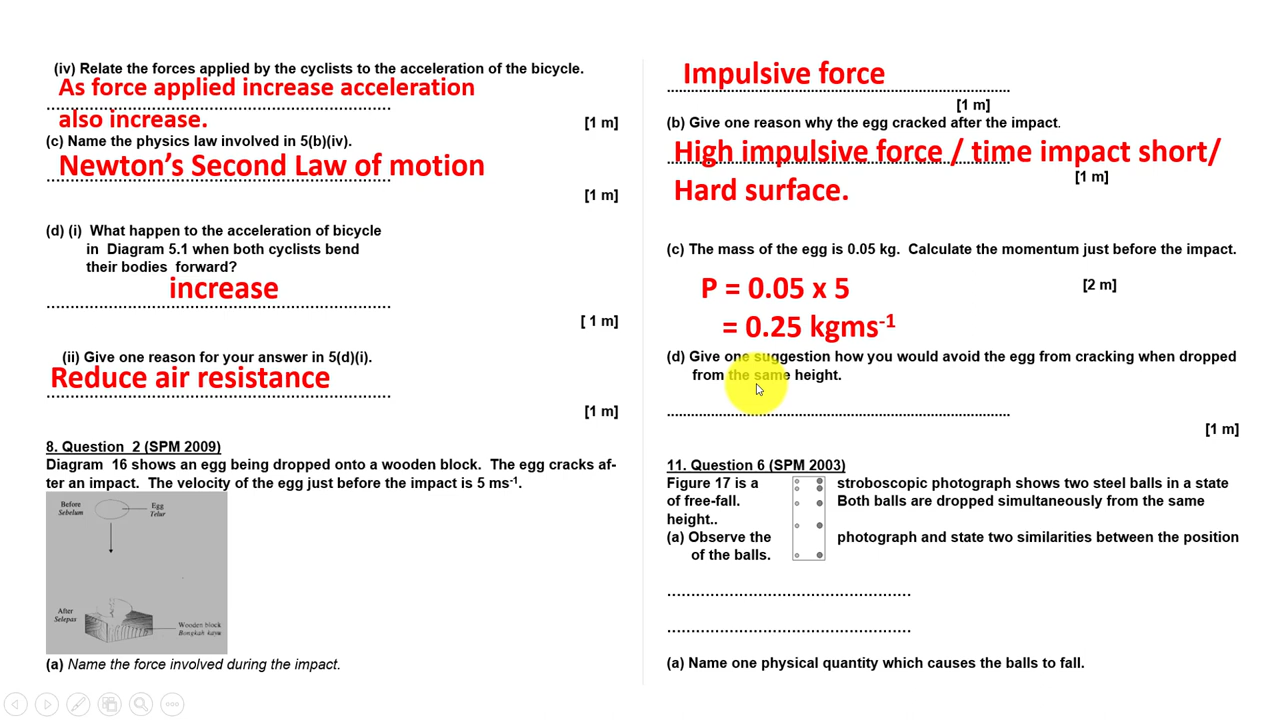 (iv) Relate the forces applied by the cyclists to the acceleration of the bicycle.
As force applied increase acceleration
also increase.
[1 m]
(c) Name the physics law involved in 5(b)(iv).
Newton's Second Law of motion
[1 m]
(d) (i) What happen to the acceleration of bicycle
in Diagram 5.1 when both cyclists bend
their bodies forward?
increase
[ 1 m]
(ii) Give one reason for your answer in 5(d)(i).
Reduce air resistance
[1 m]
8. Question 2 (SPM 2009)
Diagram 16 shows an egg being dropped onto a wooden block. The egg cracks af-
ter an impact. The velocity of the egg just before the impact is 5 ms-1.
Before
Sebelum
Egg
Telur
After
Selepas
Wooden block
Bongkah kayu
(a) Name the force involved during the impact.
Impulsive force
[1 m]
(b) Give one reason why the egg cracked after the impact.
High impulsive force / time impact short/
[1 m]
Hard surface.
(c) The mass of the egg is 0.05 kg. Calculate the momentum just before the impact.
[2 m]
P = 0.05 x 5
= 0.25 kgms-1
(d) Give one suggestion how you would avoid the egg from cracking when dropped
from the same height.
[1 m]
11. Question 6 (SPM 2003)
Figure 17 is a stroboscopic photograph shows two steel balls in a state
of free-fall. Both balls are dropped simultaneously from the same
height..
(a) Observe the photograph and state two similarities between the position
of the balls.
(a) Name one physical quantity which causes the balls to fall.